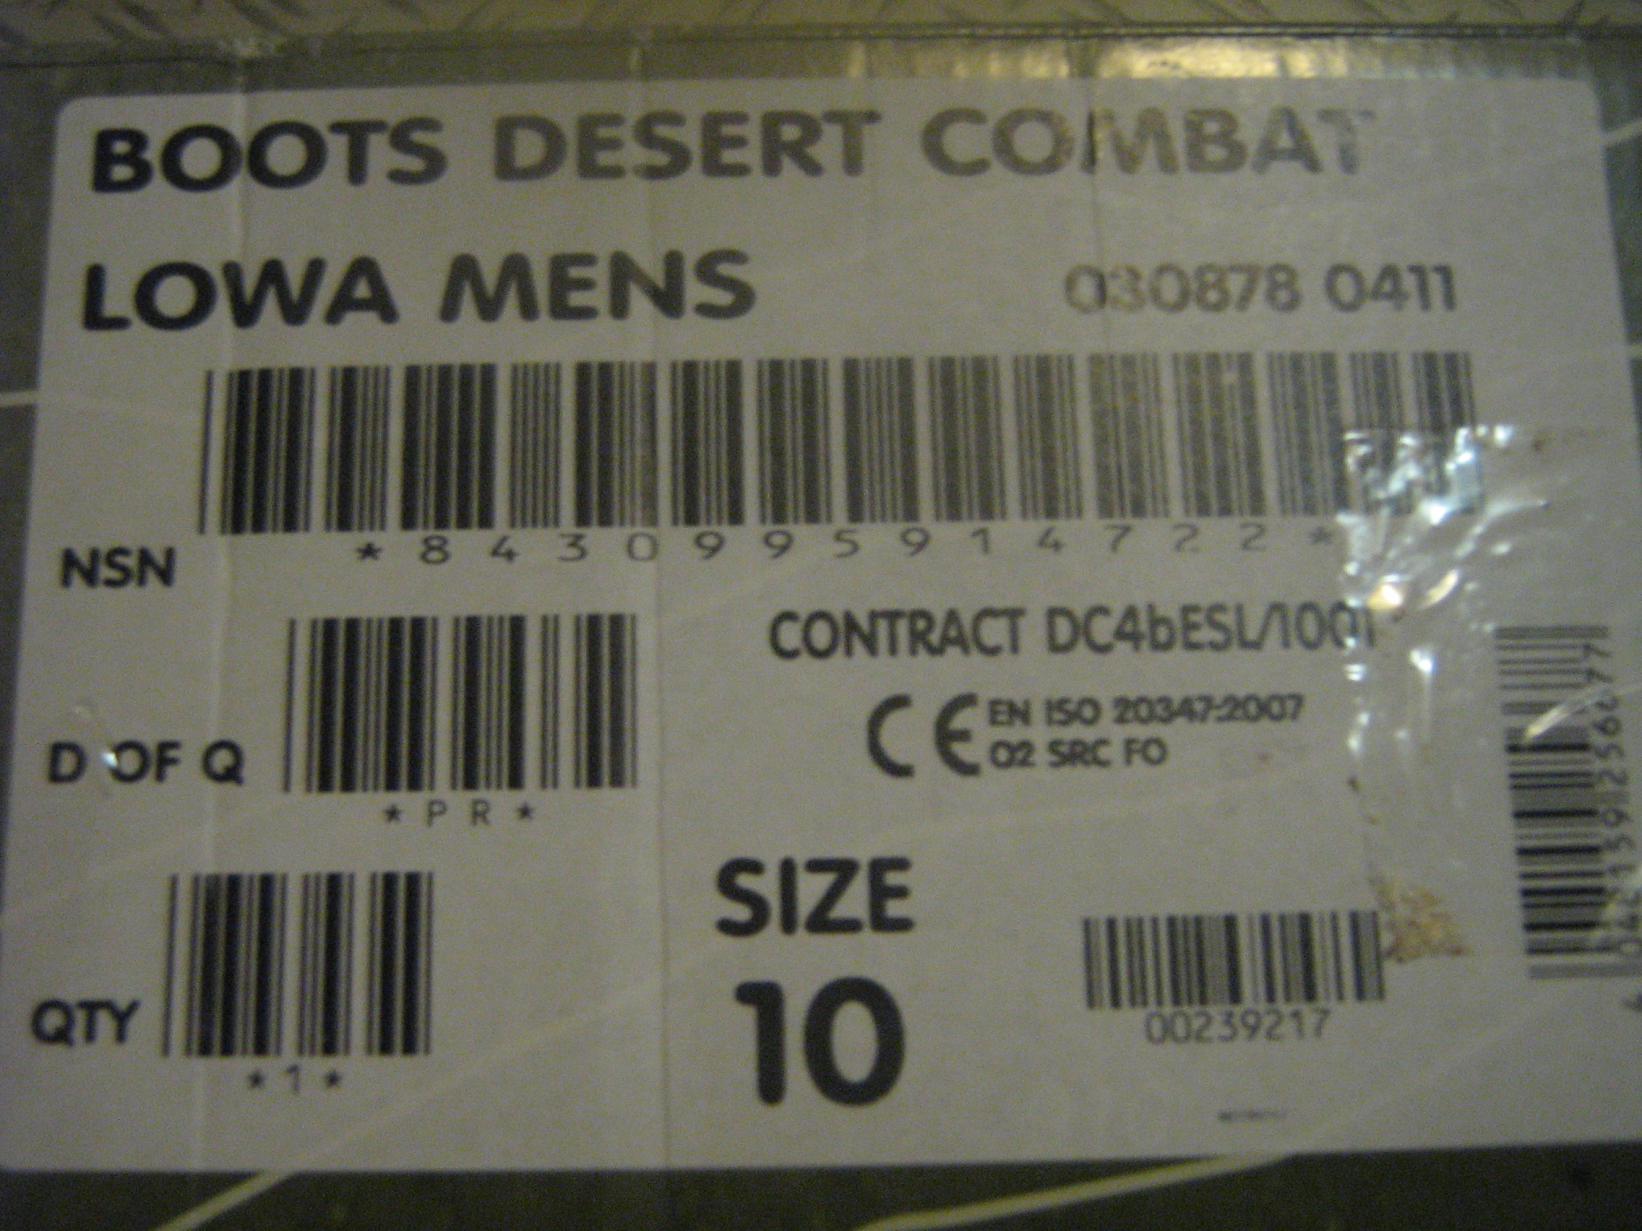 BOOTS DESERT COMBAT
LOWA MENS
030878 0411
NSN
*8430995914722*
D OF Q
*PR*
CONTRACT DC4bESL/1001
CE EN ISO 20347:2007
O2 SRC FO
QTY
*1*
SIZE
10
00239217